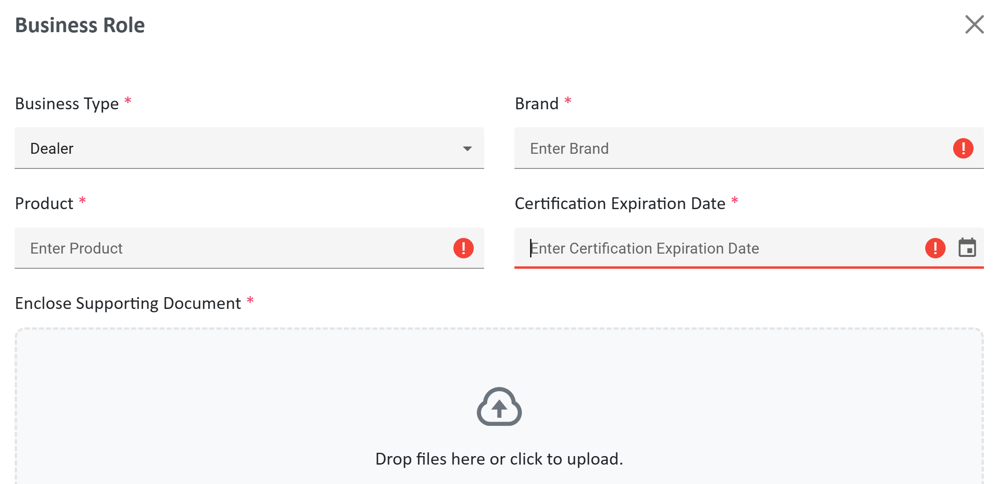 Business Role
Business Type *
Brand *
Dealer
Enter Brand
Product *
Certification Expiration Date *
Enter Product
Enter Certification Expiration Date
Enclose Supporting Document *
Drop files here or click to upload.